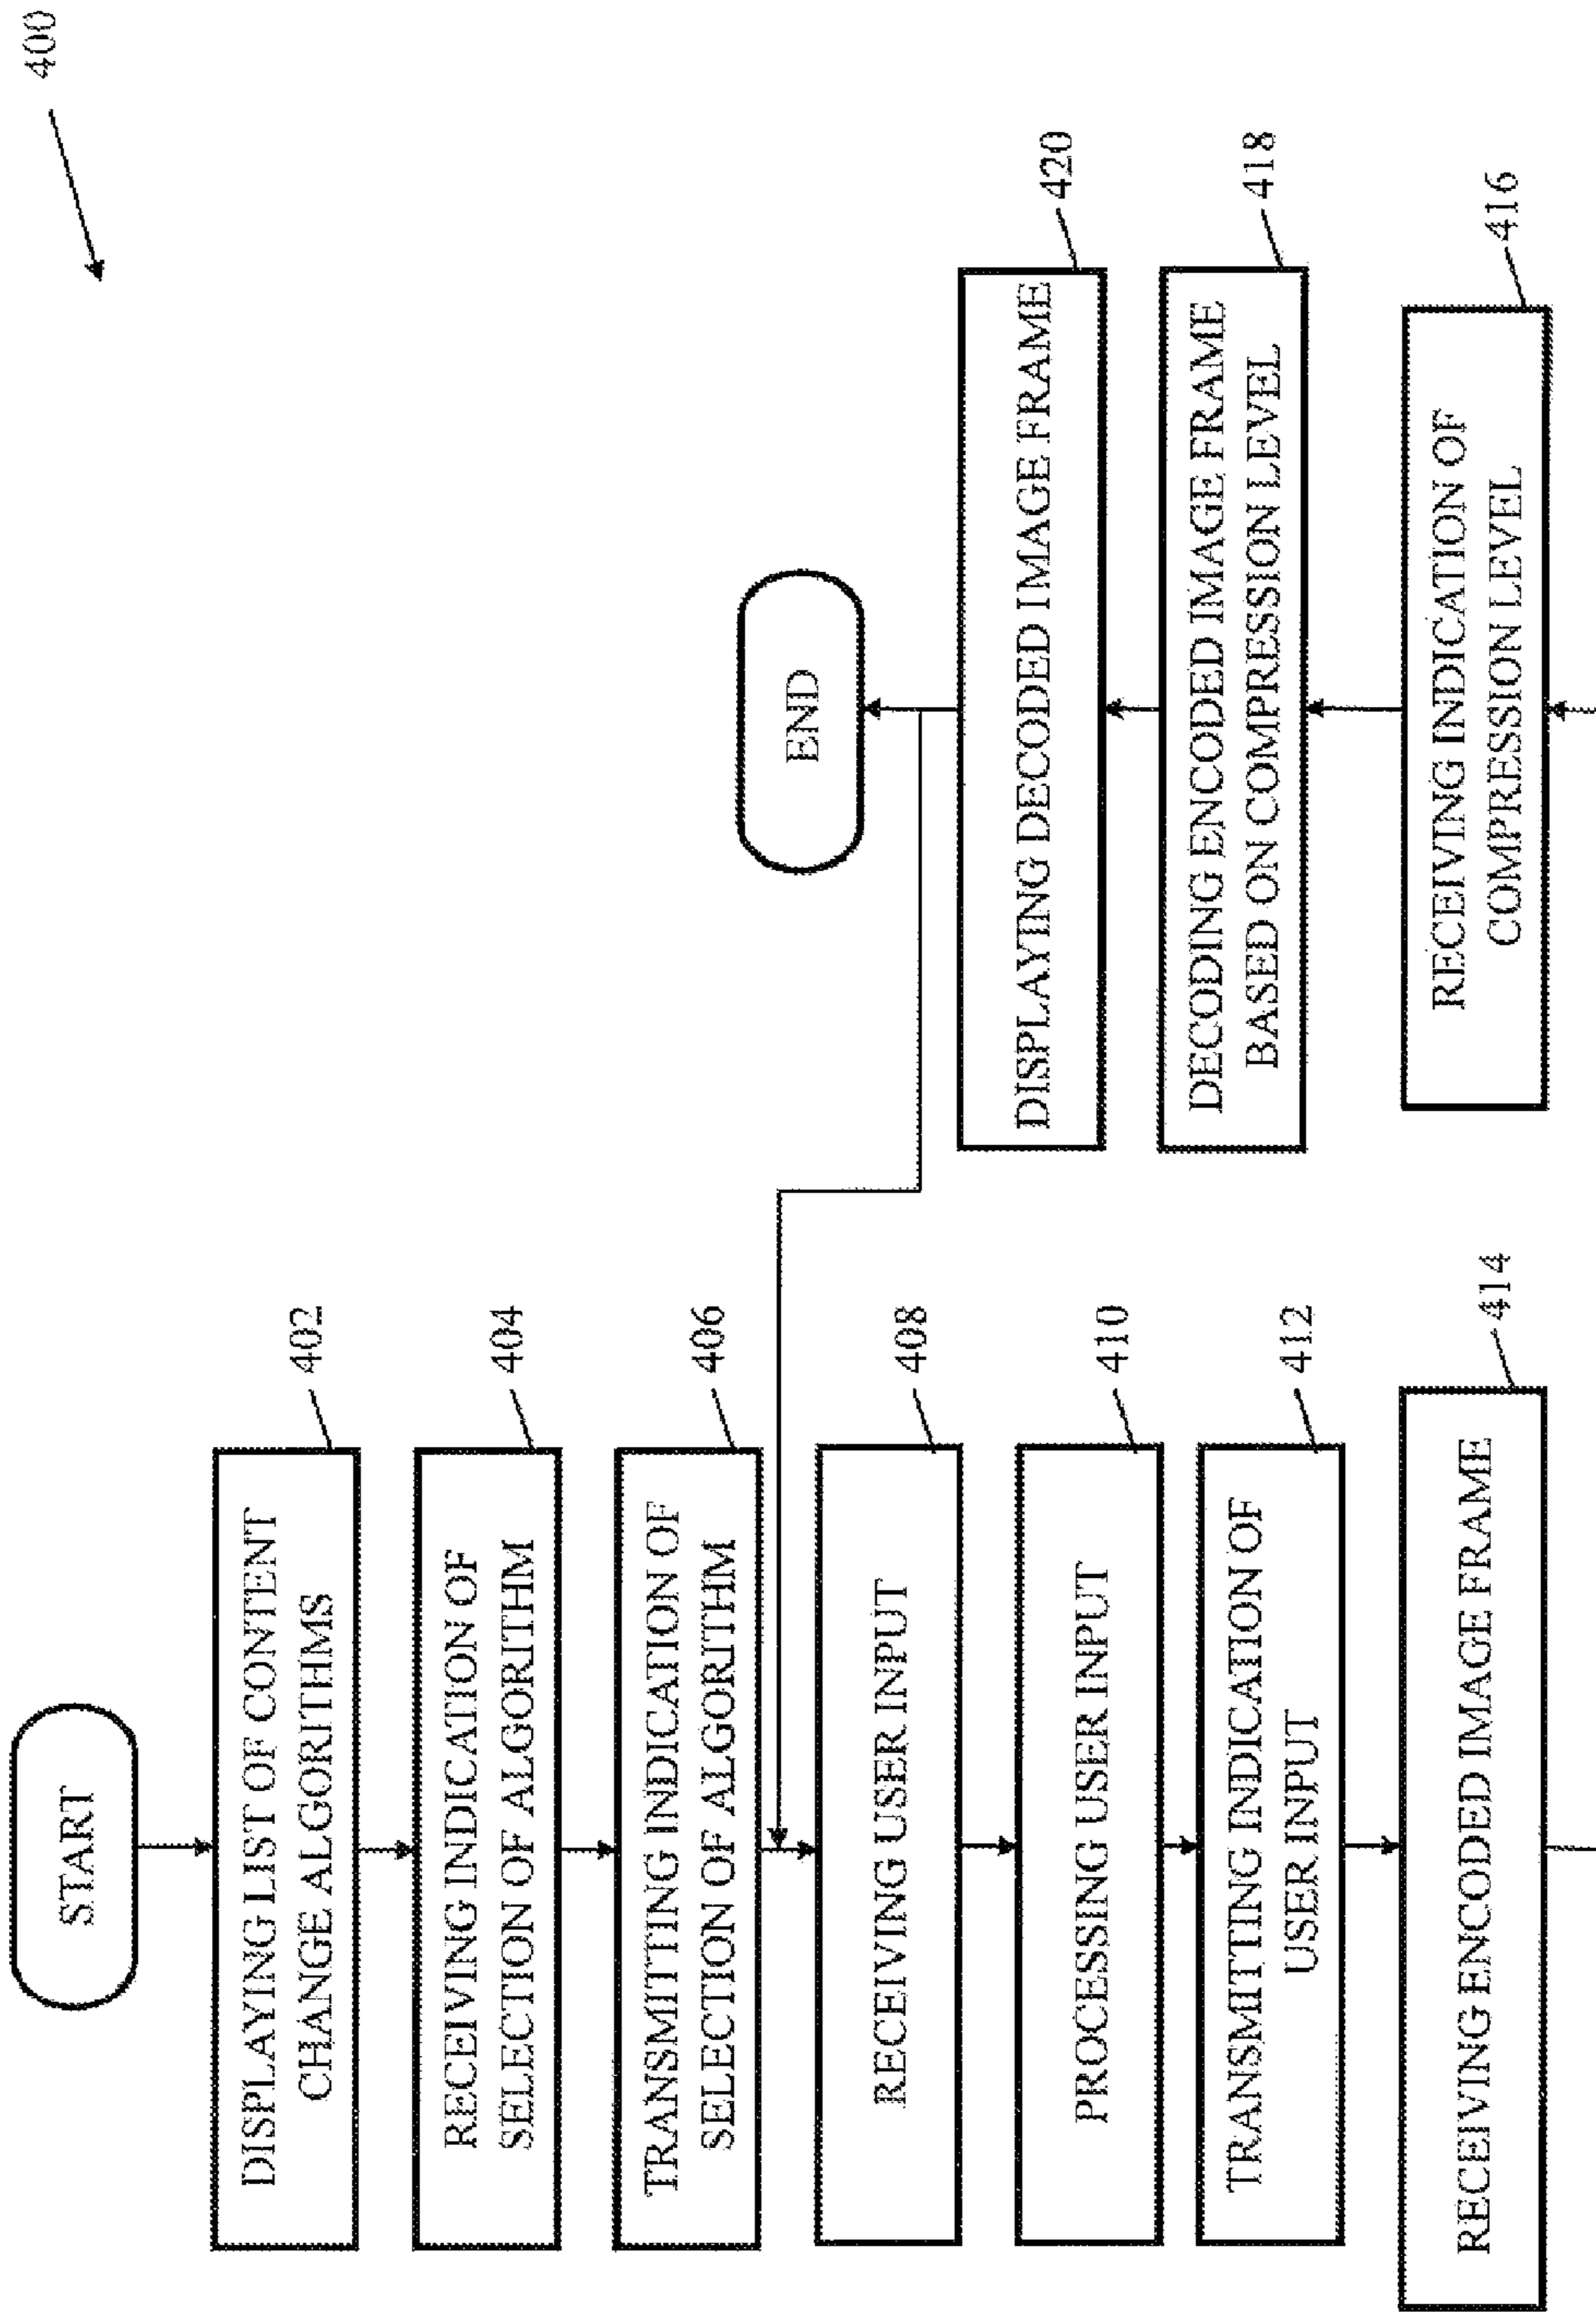 400
START
DISPLAYING LIST OF CONTENT
CHANGE ALGORITHMS
402
RECEIVING INDICATION OF
SELECTION OF ALGORITHM
404
TRANSMITTING INDICATION OF
SELECTION OF ALGORITHM
406
RECEIVING USER INPUT
408
PROCESSING USER INPUT
410
TRANSMITTING INDICATION OF
USER INPUT
412
RECEIVING ENCODED IMAGE FRAME
414
RECEIVING INDICATION OF
COMPRESSION LEVEL
416
DECODING ENCODED IMAGE FRAME
BASED ON COMPRESSION LEVEL
418
DISPLAYING DECODED IMAGE FRAME
420
END